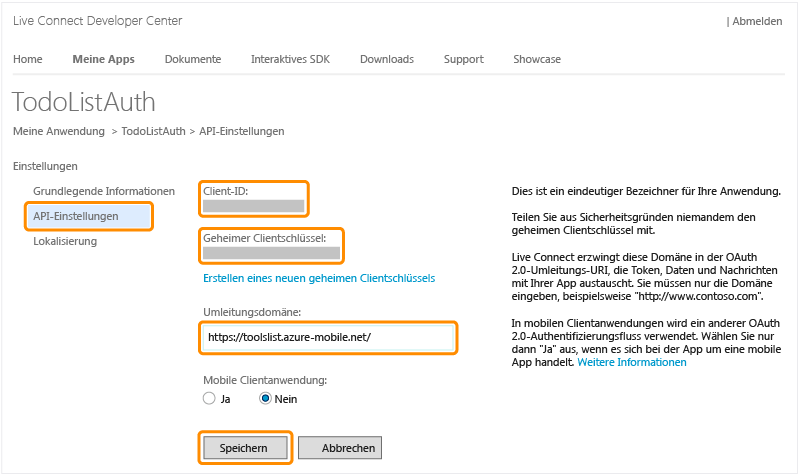 Live Connect Developer Center
| Abmelden
Home Meine Apps Dokumente Interaktives SDK Downloads Support Showcase
TodoListAuth
Meine Anwendung > TodoListAuth > API-Einstellungen
Einstellungen
Grundlegende Informationen
API-Einstellungen
Lokalisierung
Client-ID:
Geheimer Clientschlüssel:
Erstellen eines neuen geheimen Clientschlüssels
Umleitungsdomäne:
https://toolslist.azure-mobile.net/
Mobile Clientanwendung:
Ja Nein
Speichern Abbrechen
Dies ist ein eindeutiger Bezeichner für Ihre Anwendung.
Teilen Sie aus Sicherheitsgründen niemandem den
geheimen Clientschlüssel mit.
Live Connect erzwingt diese Domäne in der OAuth
2.0-Umleitungs-URI, die Token, Daten und Nachrichten
mit Ihrer App austauscht. Sie müssen nur die Domäne
eingeben, beispielsweise "http://www.contoso.com".
In mobilen Clientanwendungen wird ein anderer OAuth
2.0-Authentifizierungsfluss verwendet. Wählen Sie nur
dann "Ja" aus, wenn es sich bei der App um eine mobile
App handelt. Weitere Informationen